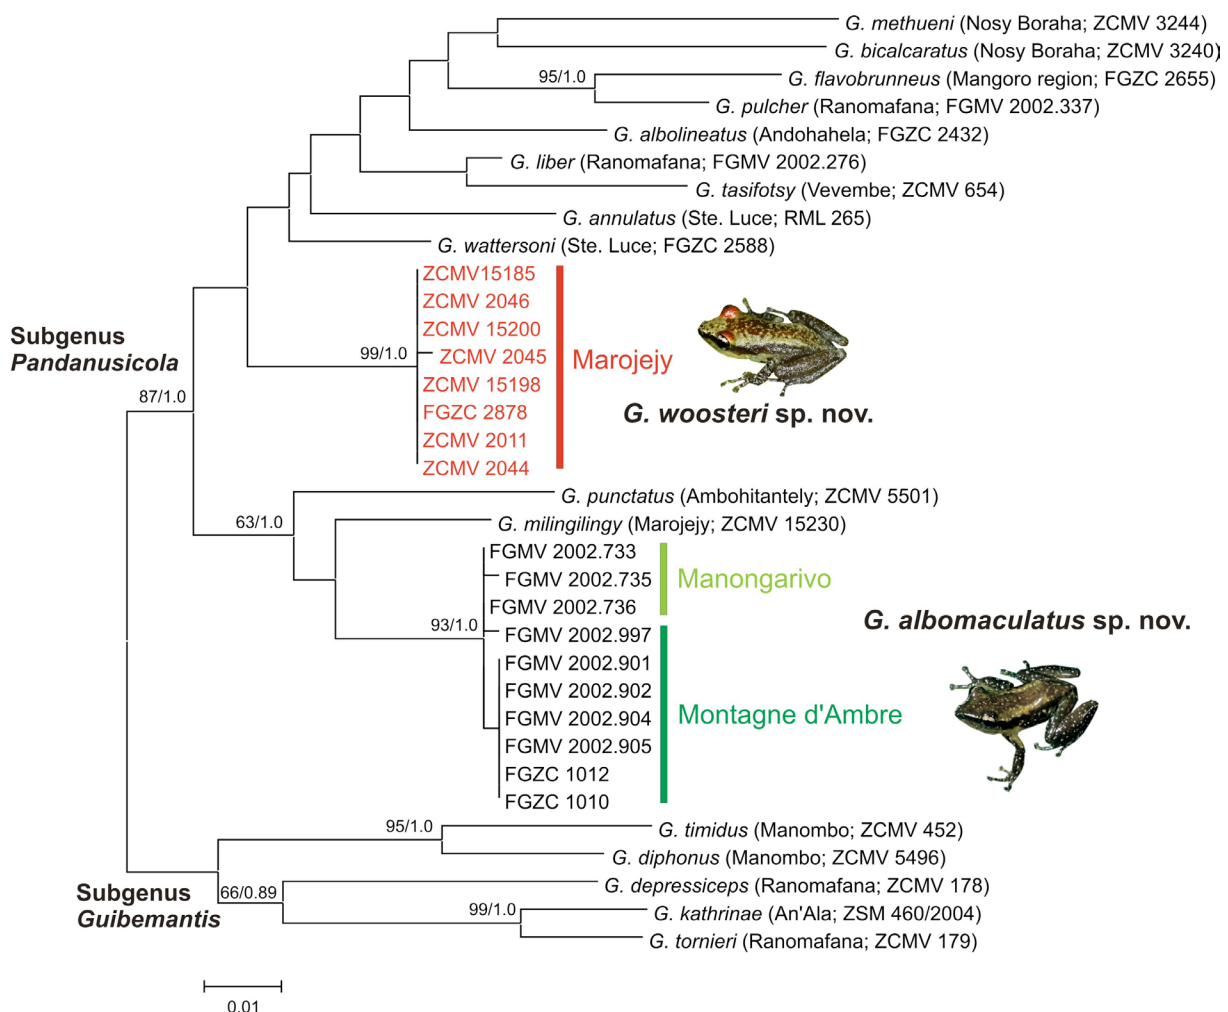 G. methueni (Nosy Boraha; ZCMV 3244)
G. bicalcaratus (Nosy Boraha; ZCMV 3240)
95/1.0
G. flavobrunneus (Mangoro region; FGZC 2655)
G. pulcher (Ranomafana; FGMV 2002.337)
G. albolineatus (Andohahela; FGZC 2432)
G. liber (Ranomafana; FGMV 2002.276)
G. tasifotsy (Vevembe; ZCMV 654)
G. annulatus (Ste. Luce; RML 265)
G. wattersoni (Ste. Luce; FGZC 2588)
ZCMV15185
ZCMV 2046
ZCMV 15200
Subgenus
Pandanusicola
99/1.0
ZCMV 2045
Marojejy
ZCMV 15198
87/1.0
FGZC 2878
G. woosteri sp. nov.
ZCMV 2011
ZCMV 2044
G. punctatus (Ambohitantely; ZCMV 5501)
63/1.0
G. milingilingy (Marojejy; ZCMV 15230)
FGMV 2002.733
FGMV 2002.735
Manongarivo
FGMV 2002.736
93/1.0
FGMV 2002.997
G. albomaculatus sp. nov.
FGMV 2002.901
FGMV 2002.902
FGMV 2002.904
Montagne d'Ambre
FGMV 2002.905
FGZC 1012
FGZC 1010
95/1.0
G. timidus (Manombo; ZCMV 452)
G. diphonus (Manombo; ZCMV 5496)
Subgenus
Guibemantis
66/0.89
G. depressiceps (Ranomafana; ZCMV 178)
99/1.0
G. kathrinae (An'Ala; ZSM 460/2004)
G. tornieri (Ranomafana; ZCMV 179)
0.01